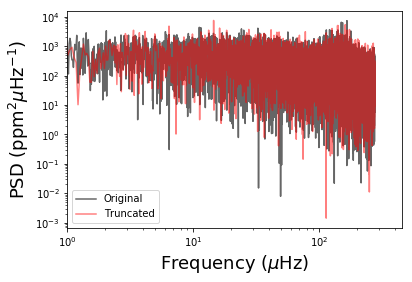 10⁴
10³
10²
10¹
10⁰
10⁻¹
10⁻²
10⁻³
PSD (ppm²μHz⁻¹)
Original
Truncated
10⁰ 10¹ 10²
Frequency (μHz)